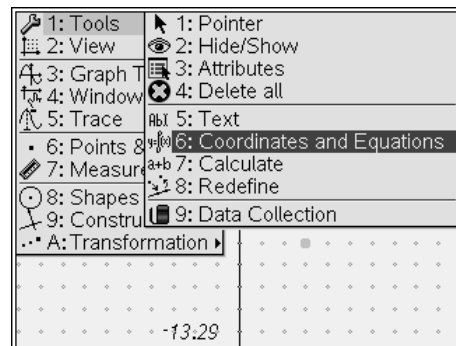 1: Tools
2: View
3: Graph T
4: Window
5: Trace
6: Points &
7: Measure
8: Shapes
9: Constru
A: Transformation
1: Pointer
2: Hide/Show
3: Attributes
4: Delete all
5: Text
6: Coordinates and Equations
7: Calculate
8: Redefine
9: Data Collection
-13.29